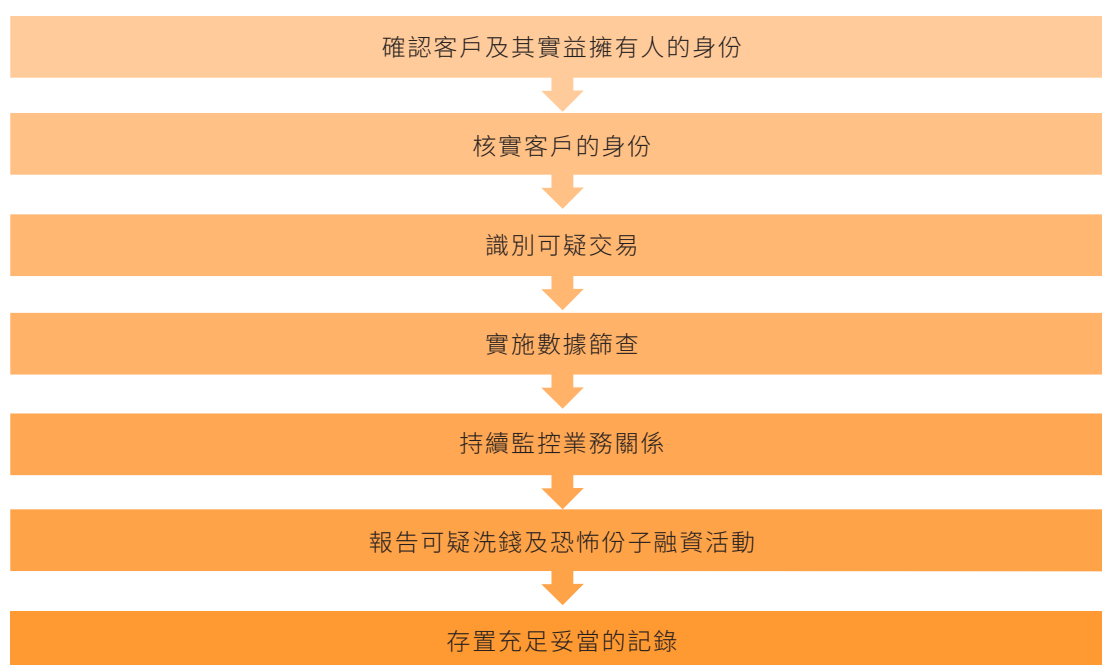 確認客戶及其實益擁有人的身份
核實客戶的身份
識別可疑交易
實施數據篩查
持續監控業務關係
報告可疑洗錢及恐怖份子融資活動
存置充足妥當的記錄